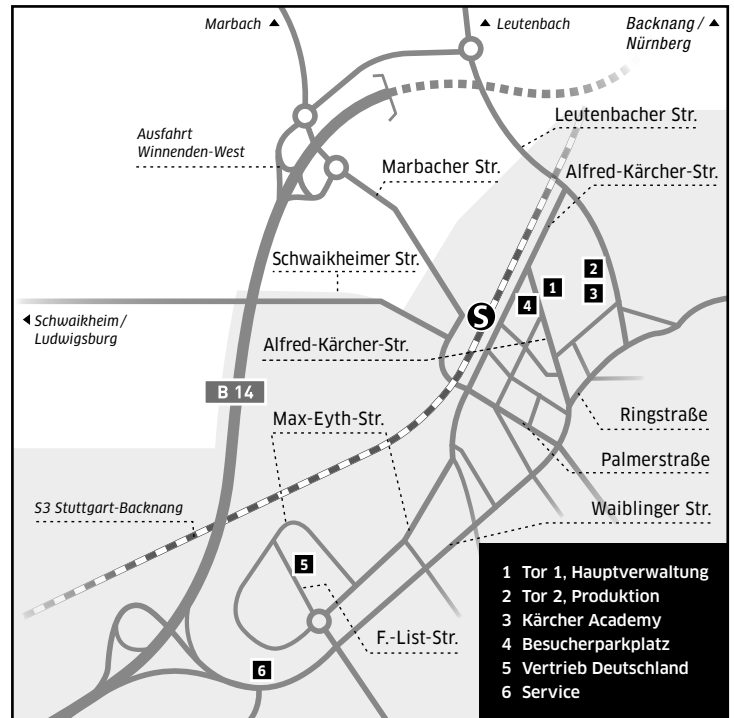 Marbach ▲
▲ Leutenbach
Backnang / ▲
Nürnberg
Leutenbacher Str.
Ausfahrt
Winnenden-West
Marbacher Str.
Alfred-Kärcher-Str.
Schwaikheimer Str.
2
1
3
4
S
◀ Schwaikheim/
Ludwigsburg
Alfred-Kärcher-Str.
B 14
Max-Eyth-Str.
Ringstraße
Palmerstraße
S3 Stuttgart-Backnang
Waiblinger Str.
5
F.-List-Str.
6
1 Tor 1, Hauptverwaltung
2 Tor 2, Produktion
3 Kärcher Academy
4 Besucherparkplatz
5 Vertrieb Deutschland
6 Service